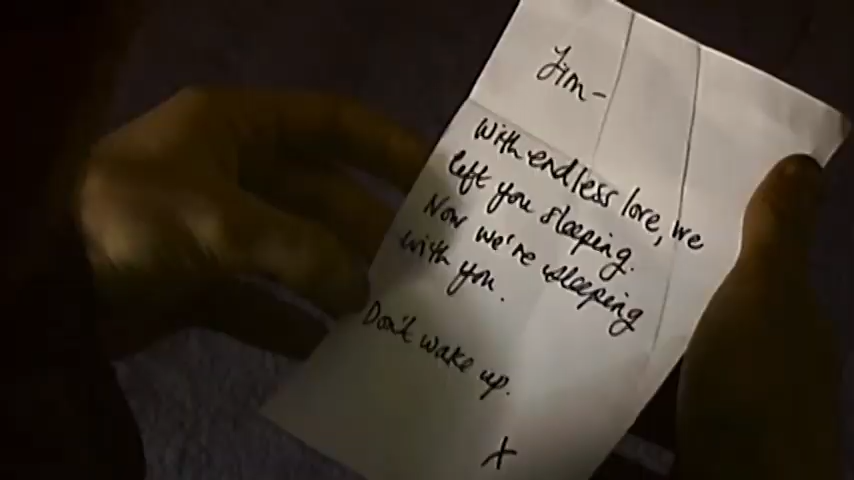 Jim-
With endless love, we
left you sleeping.
Now we're sleeping
with you.
Don't wake up.
X